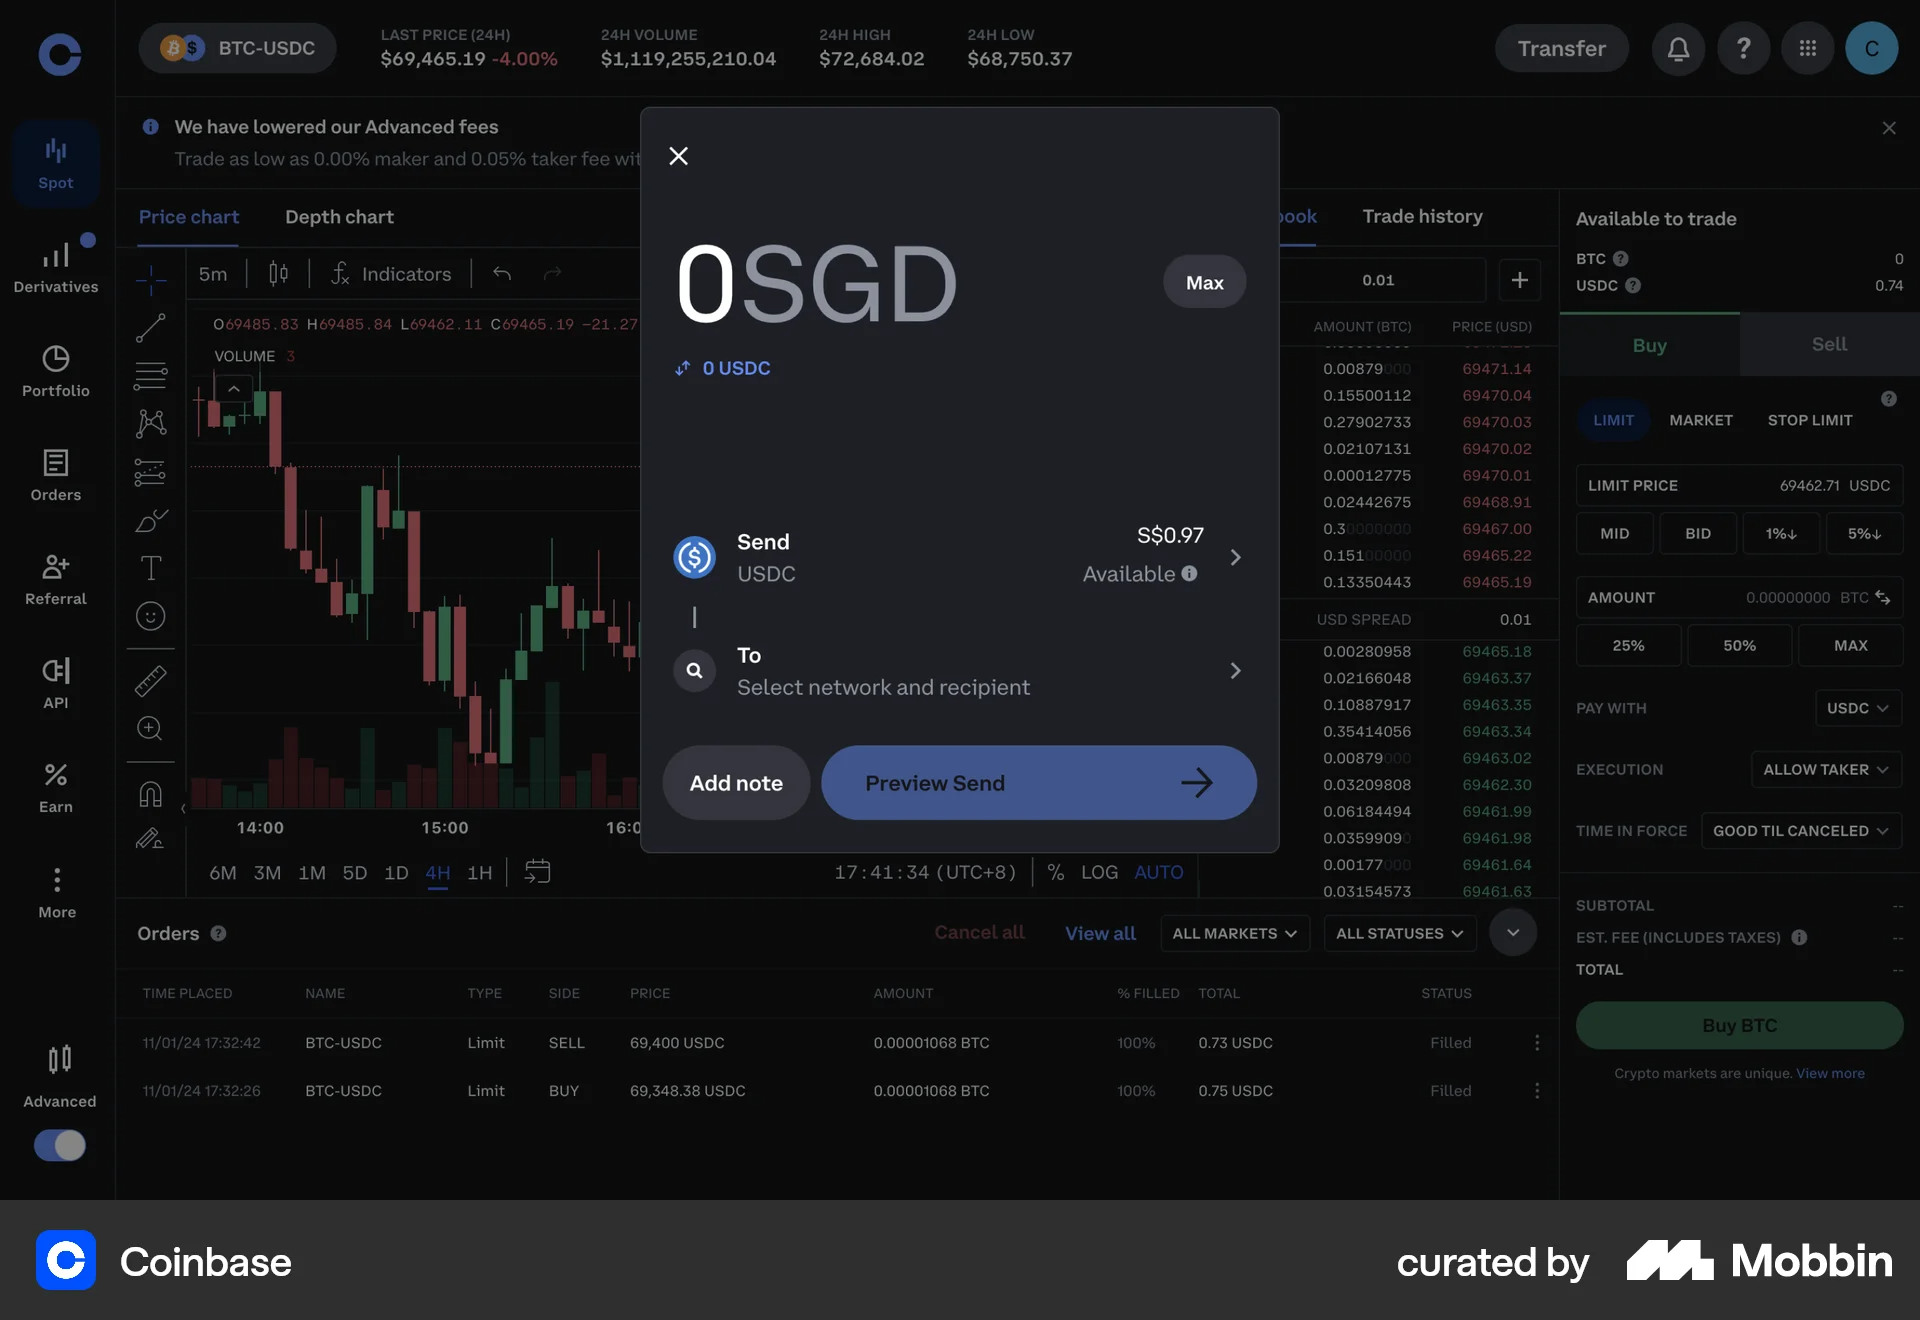 BTC-USDC
LAST PRICE (24H)
$69,465.19 -4.00%
24H VOLUME
$1,119,255,210.04
24H HIGH
$72,684.02
24H LOW
$68,750.37
Transfer
?
C
We have lowered our Advanced fees
Trade as low as 0.00% maker and 0.05% taker fee wit
Spot
Derivatives
Portfolio
Orders
Referral
API
Earn
More
Advanced
Price chart
Depth chart
5m
Indicators
O69485.83 H69485.84 L69462.11 C69465.19 -21.27
VOLUME 3
14:00
15:00
16:0
6M 3M 1M 5D 1D 4H 1H
17:41:34 (UTC+8)
% LOG AUTO
0SGD
Max
0 USDC
Send
USDC
S$0.97
Available
To
Select network and recipient
Add note
Preview Send
book
Trade history
0.01
AMOUNT (BTC) PRICE (USD)
0.00879000 69471.14
0.15500112 69470.04
0.27902733 69470.03
0.02107131 69470.02
0.00012775 69470.01
0.02442675 69468.91
0.30000000 69467.00
0.15100000 69465.22
0.13350443 69465.19
USD SPREAD 0.01
0.00280958 69465.18
0.02166048 69463.37
0.10887917 69463.35
0.35414056 69463.34
0.00879000 69463.02
0.03209808 69462.30
0.06184494 69461.99
0.03599090 69461.98
0.00177000 69461.64
0.03154573 69461.63
Available to trade
BTC ? 0
USDC ? 0.74
Buy
Sell
?
LIMIT MARKET STOP LIMIT
LIMIT PRICE 69462.71 USDC
MID BID 1%↓ 5%↓
AMOUNT 0.00000000 BTC
25% 50% MAX
PAY WITH USDC
EXECUTION ALLOW TAKER
TIME IN FORCE GOOD TIL CANCELED
SUBTOTAL --
EST. FEE (INCLUDES TAXES) --
TOTAL --
Buy BTC
Crypto markets are unique. View more
Orders ?
Cancel all
View all
ALL MARKETS
ALL STATUSES
TIME PLACED NAME TYPE SIDE PRICE AMOUNT % FILLED TOTAL STATUS
11/01/24 17:32:42 BTC-USDC Limit SELL 69,400 USDC 0.00001068 BTC 100% 0.73 USDC Filled
11/01/24 17:32:26 BTC-USDC Limit BUY 69,348.38 USDC 0.00001068 BTC 100% 0.75 USDC Filled
Coinbase
curated by
Mobbin